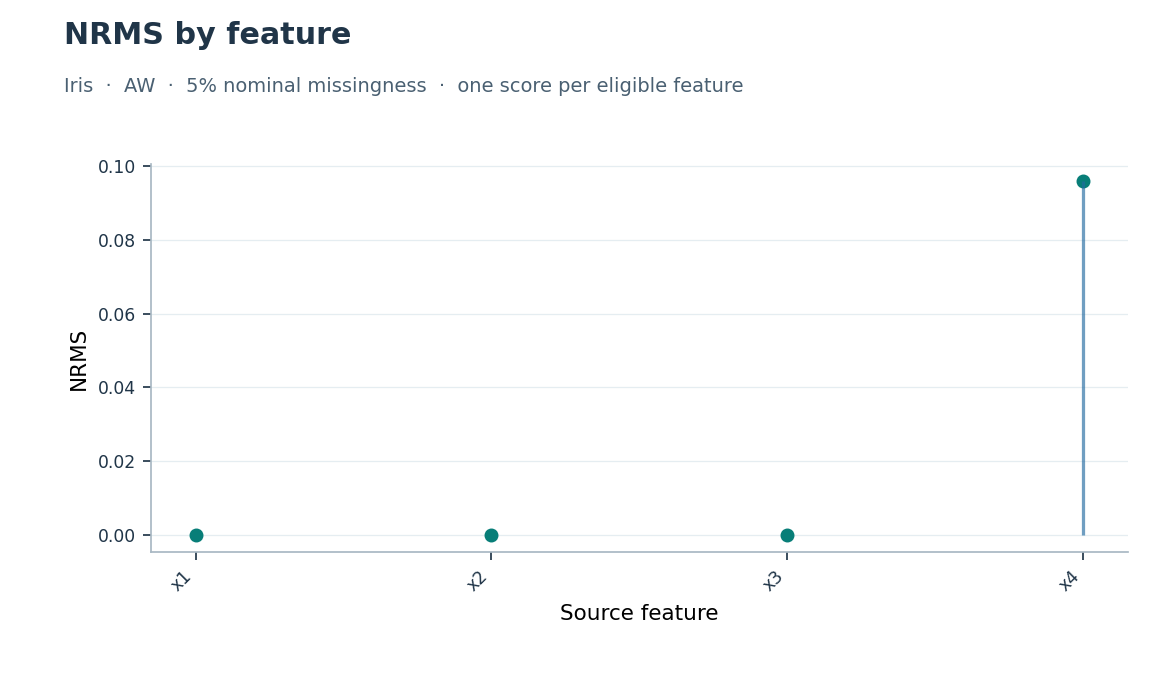 NRMS by feature
Iris · AW · 5% nominal missingness · one score per eligible feature
0.10
0.08
0.06
0.04
0.02
0.00
NRMS
x1 x2 x3 x4
Source feature